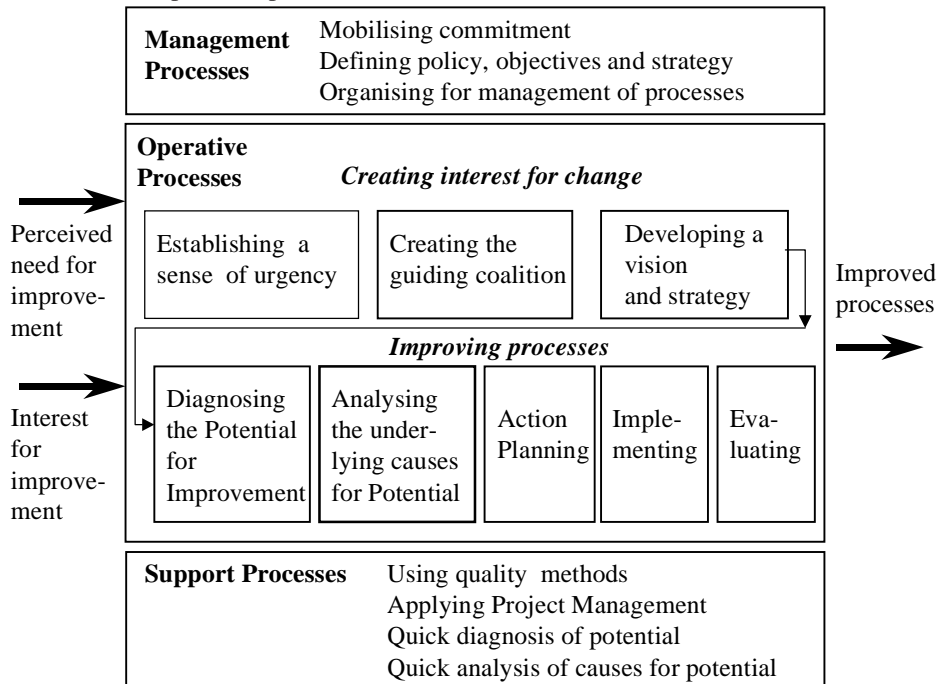 Management
Processes
Mobilising commitment
Defining policy, objectives and strategy
Organising for management of processes
Operative
Processes
Creating interest for change
Establishing a
sense of urgency
Creating the
guiding coalition
Developing a
vision
and strategy
Perceived
need for
improve-
ment
Improved
processes
Improving processes
Interest
for
improve-
ment
Diagnosing
the Potential
for
Improvement
Analysing
the under-
lying causes
for Potential
Action
Planning
Imple-
menting
Eva-
luating
Support Processes
Using quality methods
Applying Project Management
Quick diagnosis of potential
Quick analysis of causes for potential